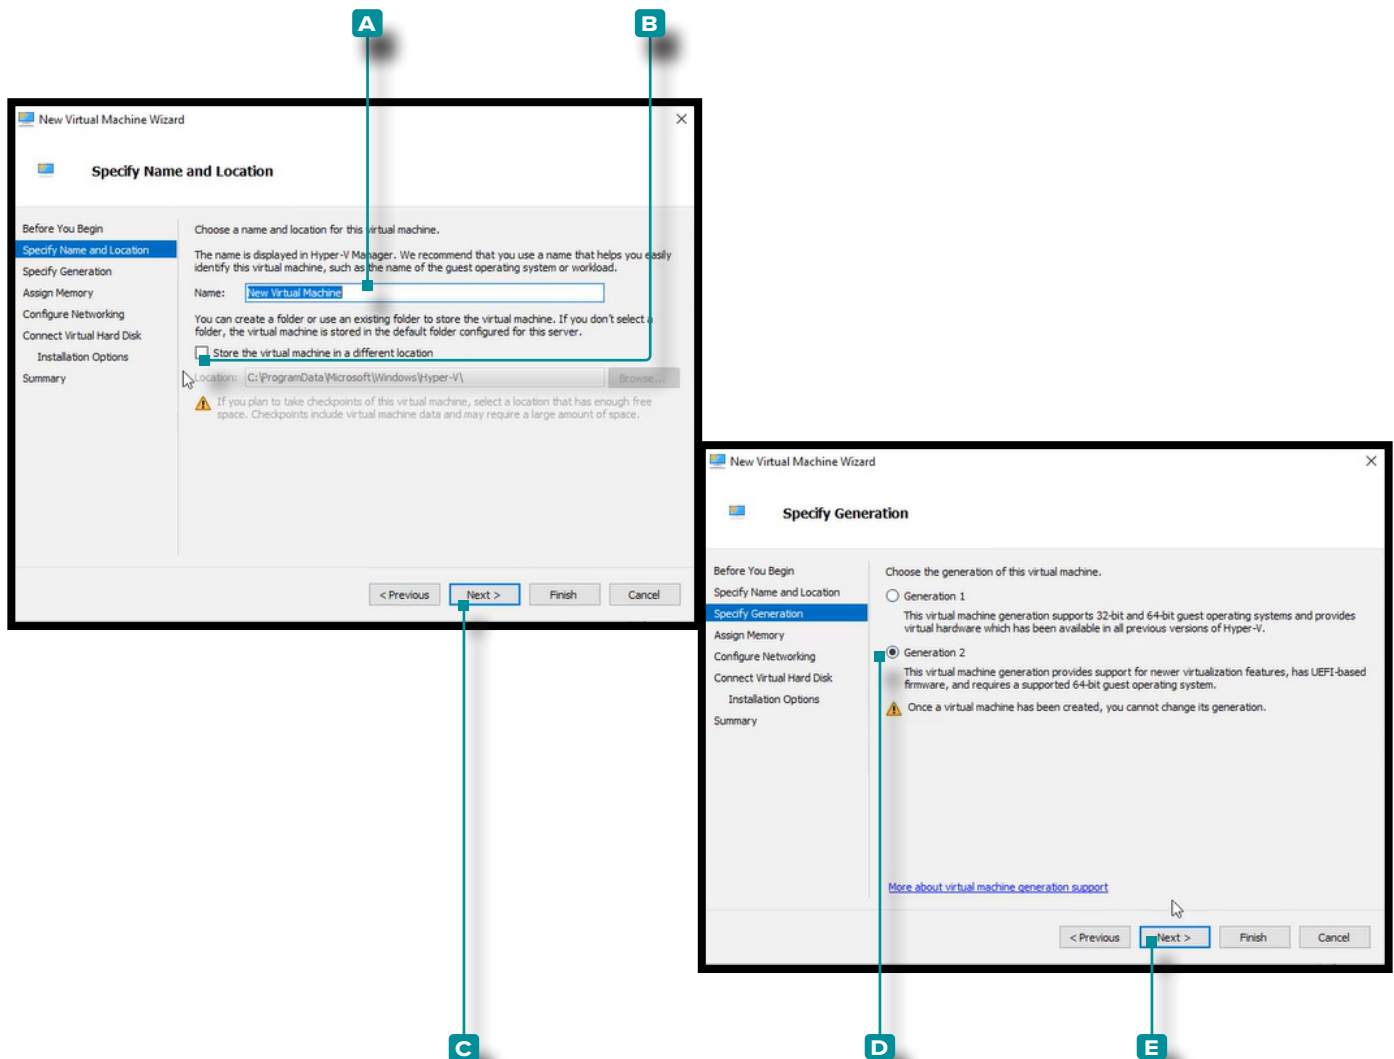 A
B
New Virtual Machine Wizard
Specify Name and Location
Before You Begin
Specify Name and Location
Specify Generation
Assign Memory
Configure Networking
Connect Virtual Hard Disk
Installation Options
Summary
Choose a name and location for this virtual machine.
The name is displayed in Hyper-V Manager. We recommend that you use a name that helps you easily
identify this virtual machine, such as the name of the guest operating system or workload.
Name: New Virtual Machine
You can create a folder or use an existing folder to store the virtual machine. If you don't select a
folder, the virtual machine is stored in the default folder configured for this server.
Store the virtual machine in a different location
Location: C:\ProgramData\Microsoft\Windows\Hyper-V\ Browse...
If you plan to take checkpoints of this virtual machine, select a location that has enough free
space. Checkpoints include virtual machine data and may require a large amount of space.
< Previous Next > Finish Cancel
New Virtual Machine Wizard
Specify Generation
Before You Begin
Specify Name and Location
Specify Generation
Assign Memory
Configure Networking
Connect Virtual Hard Disk
Installation Options
Summary
Choose the generation of this virtual machine.
Generation 1
This virtual machine generation supports 32-bit and 64-bit guest operating systems and provides
virtual hardware which has been available in all previous versions of Hyper-V.
Generation 2
This virtual machine generation provides support for newer virtualization features, has UEFI-based
firmware, and requires a supported 64-bit guest operating system.
Once a virtual machine has been created, you cannot change its generation.
More about virtual machine generation support
< Previous Next > Finish Cancel
C
D
E